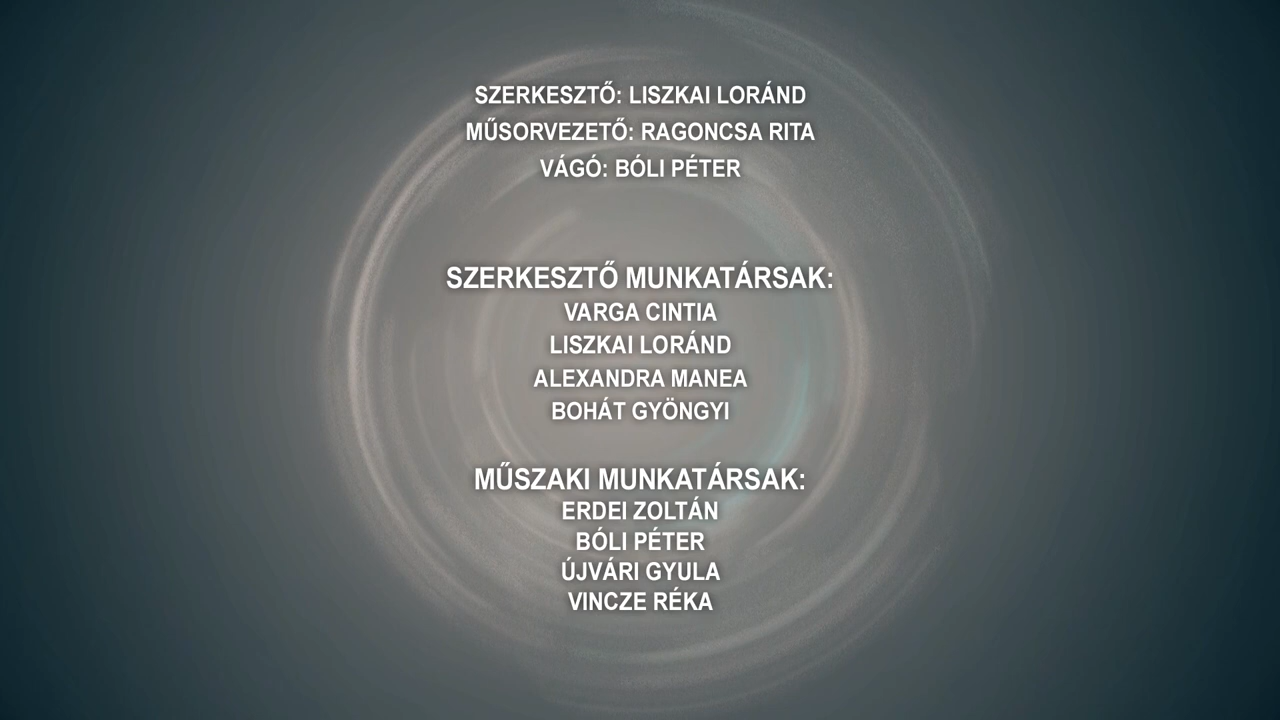 SZERKESZTŐ: LISZKAI LORÁND
MŰSORVEZETŐ: RAGONCSA RITA
VÁGÓ: BÓLI PÉTER
SZERKESZTŐ MUNKATÁRSAK:
VARGA CINTIA
LISZKAI LORÁND
ALEXANDRA MANEA
BOHÁT GYÖNGYI
MŰSZAKI MUNKATÁRSAK:
ERDEI ZOLTÁN
BÓLI PÉTER
ÚJVÁRI GYULA
VINCZE RÉKA